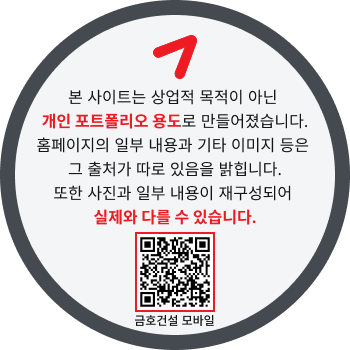 본 사이트는 상업적 목적이 아닌
개인 포트폴리오 용도로 만들어졌습니다.
홈페이지의 일부 내용과 기타 이미지 등은
그 출처가 따로 있음을 밝힙니다.
또한 사진과 일부 내용이 재구성되어
실제와 다를 수 있습니다.
금호건설 모바일